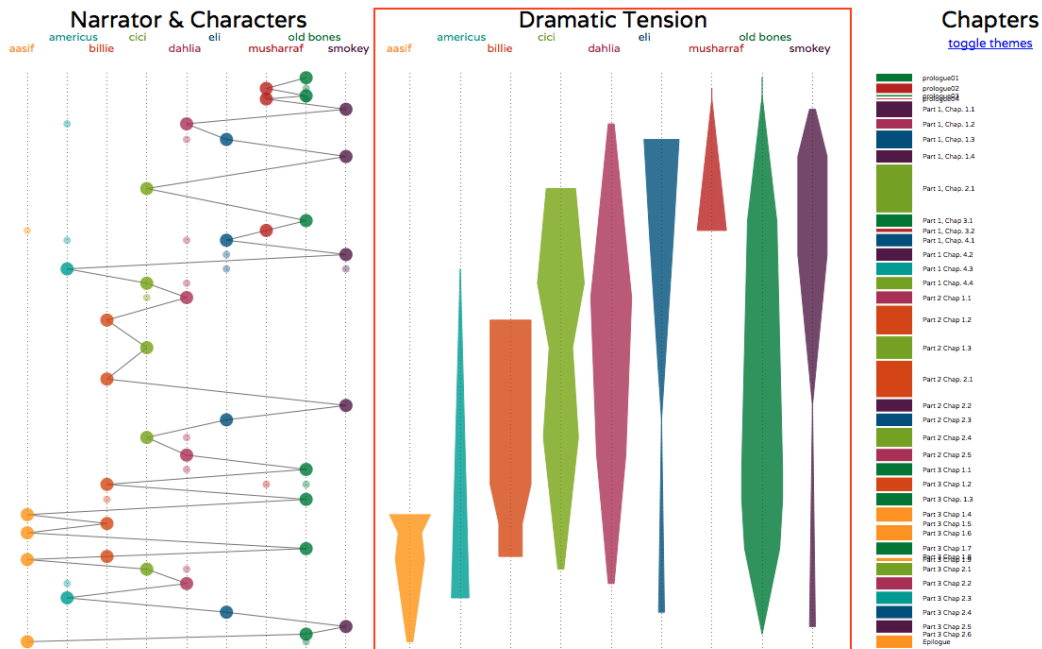 Narrator & Characters
Dramatic Tension
Chapters
americus cici eli old bones
aasif billie dahlia musharraf smokey
americus cici eli old bones
aasif billie dahlia musharraf smokey
toggle themes
prologue01
prologue02
prologue04
Part 1, Chap. 1.1
Part 1, Chap. 1.2
Part 1, Chap. 1.3
Part 1, Chap. 1.4
Part 1, Chap. 2.1
Part 1, Chap. 3.1
Part 1, Chap. 3.2
Part 1, Chap. 4.1
Part 1 Chap. 4.2
Part 1 Chap. 4.3
Part 1 Chap. 4.4
Part 2 Chap 1.1
Part 2 Chap. 1.2
Part 2 Chap. 1.3
Part 2 Chap. 2.1
Part 2 Chap 2.2
Part 2 Chap 2.3
Part 2 Chap 2.4
Part 2 Chap 2.5
Part 3 Chap 1.1
Part 3 Chap. 1.2
Part 3 Chap. 1.3
Part 3 Chap 1.4
Part 3 Chap 1.5
Part 3 Chap 1.6
Part 3 Chap 1.7
Part 3 Chap 1.9
Part 3 Chap 2.1
Part 3 Chap 2.2
Part 3 Chap 2.3
Part 3 Chap 2.4
Part 3 Chap 2.5
Part 3 Chap 2.6
Epilogue